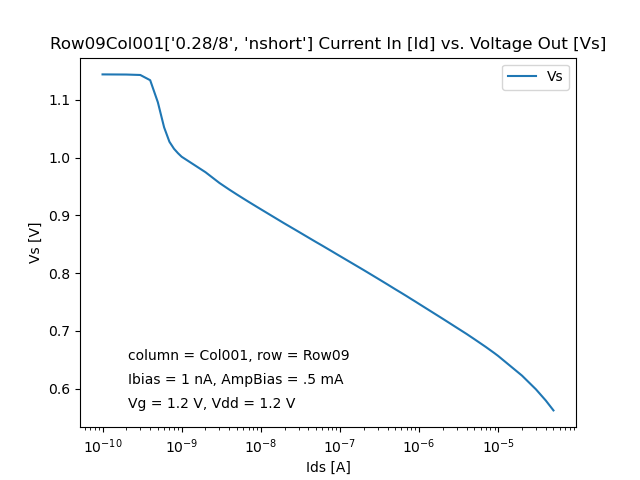 Row09Col001['0.28/8', 'nshort'] Current In [Id] vs. Voltage Out [Vs]
Vs
1.1
1.0
0.9
0.8
0.7
0.6
Vs [V]
column = Col001, row = Row09
Ibias = 1 nA, AmpBias = .5 mA
Vg = 1.2 V, Vdd = 1.2 V
10⁻¹⁰ 10⁻⁹ 10⁻⁸ 10⁻⁷ 10⁻⁶ 10⁻⁵
Ids [A]